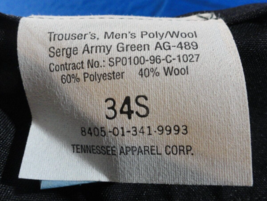 Trouser's, Men's Poly/Wool
Serge Army Green AG-489
Contract No.: SP0100-96-C-1027
60% Polyester 40% Wool
34S
8405-01-341-9993
TENNESSEE APPAREL CORP.